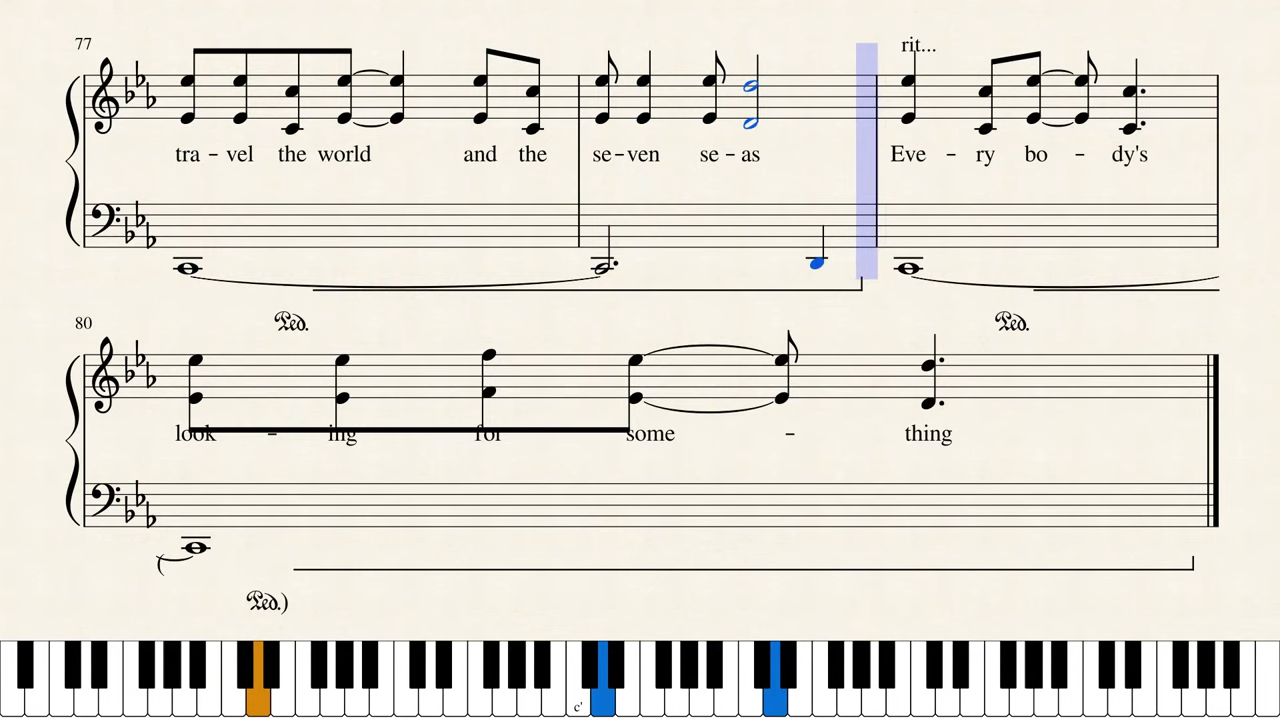 77
rit...
tra - vel the world and the se - ven se - as Eve - ry bo - dy's
Ped. Ped.
80
look - ing for some - thing
Ped.)
c'